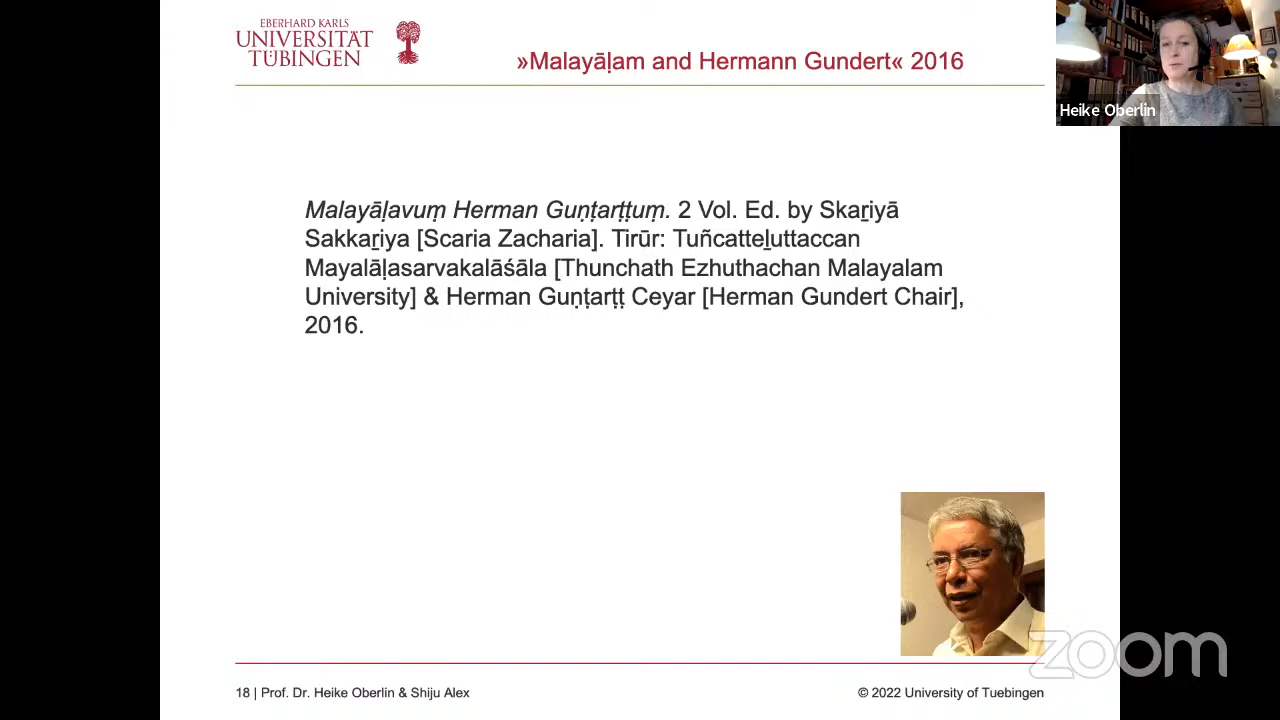 EBERHARD KARLS
UNIVERSITÄT
TÜBINGEN
»Malayāḷam and Hermann Gundert« 2016
Heike Oberlin
Malayāḷavuṃ Herman Guṇṭarṭṭuṃ. 2 Vol. Ed. by Skaṟiyā
Sakkaṟiya [Scaria Zacharia]. Tirūr: Tuñcatteḻuttaccan
Mayalāḷasarvakalāśāla [Thunchath Ezhuthachan Malayalam
University] & Herman Guṇṭarṭṭ Ceyar [Herman Gundert Chair],
2016.
zoom
18 | Prof. Dr. Heike Oberlin & Shiju Alex
© 2022 University of Tuebingen